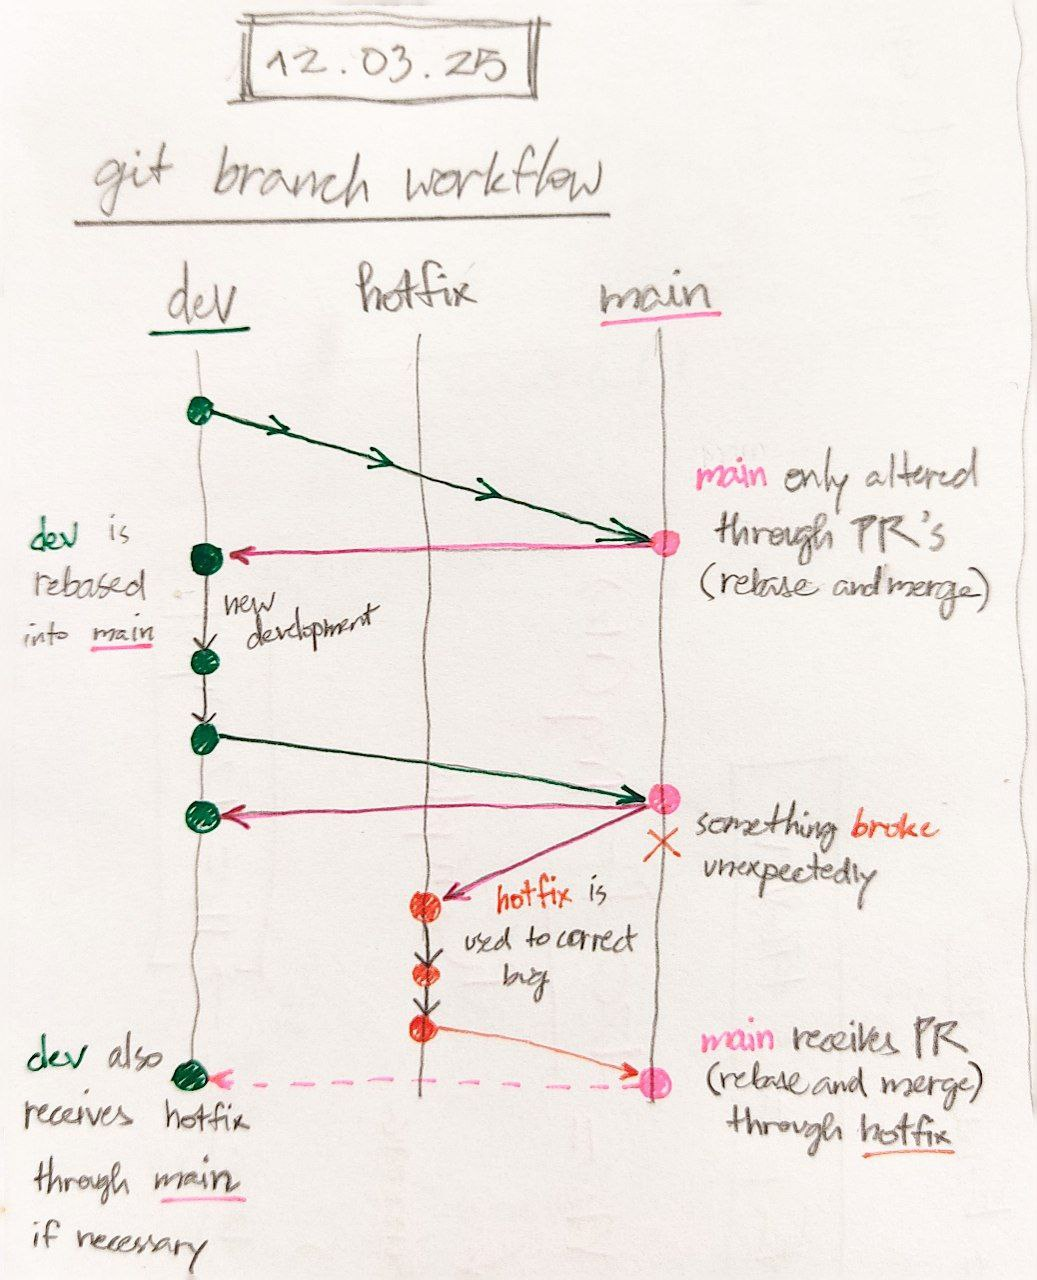 12.03.25
git branch workflow
dev hotfix main
main only altered
through PR's
(rebase and merge)
dev is
rebased
into main
new
development
something broke
unexpectedly
hotfix is
used to correct
bug
main receives PR
(rebase and merge)
through hotfix
dev also
receives hotfix
through main
if necessary